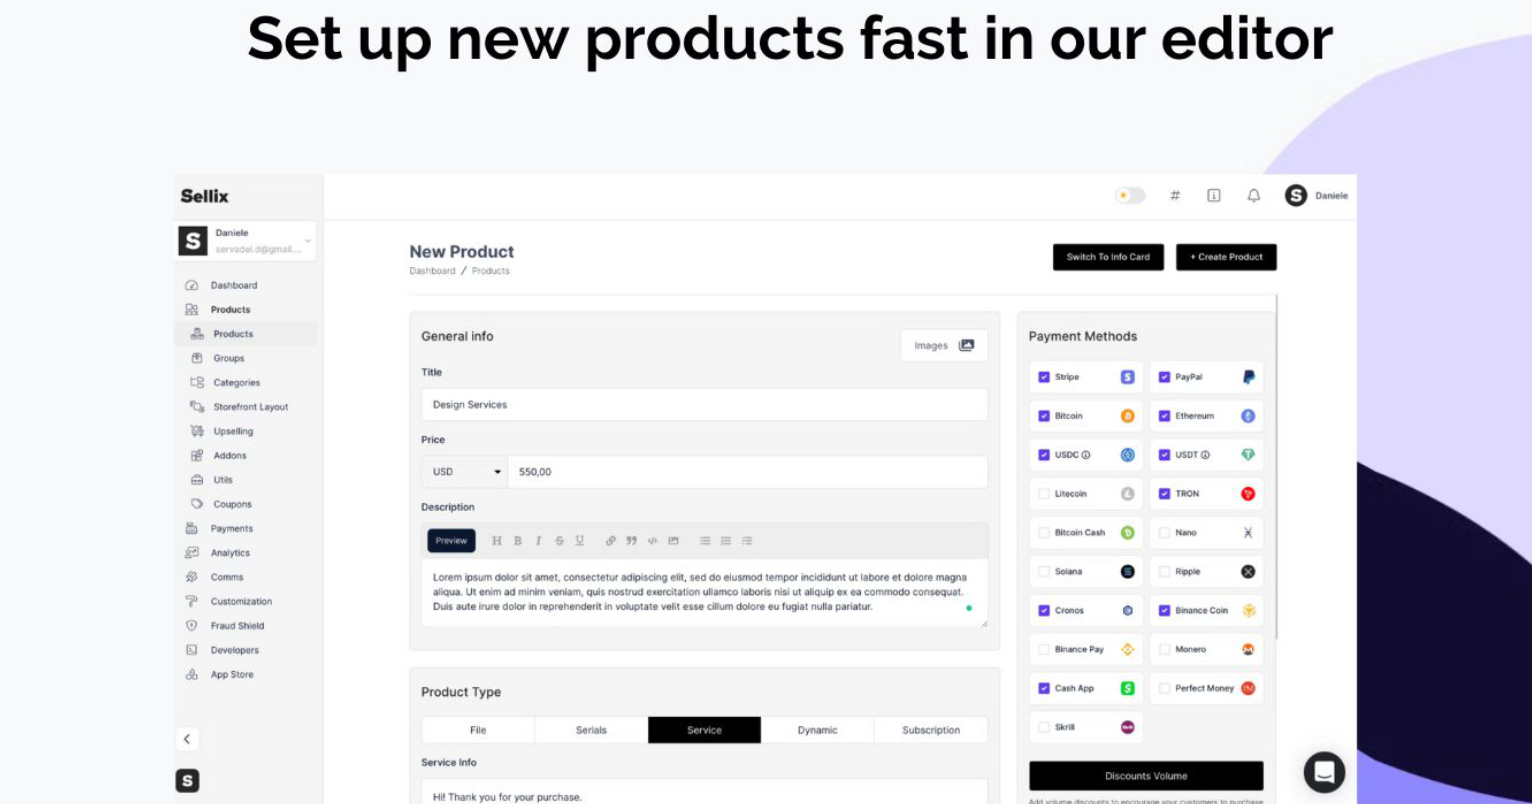 Set up new products fast in our editor
Sellix
Daniele
S
Daniele
servadei.d@gmail....
Dashboard
Products
Products
Groups
Categories
Storefront Layout
Upselling
Addons
Utils
Coupons
Payments
Analytics
Comms
Customization
Fraud Shield
Developers
App Store
New Product
Dashboard / Products
Switch To Info Card
+ Create Product
General info
Images
Title
Design Services
Price
USD
550,00
Description
Preview
H B I S U
Lorem ipsum dolor sit amet, consectetur adipiscing elit, sed do eiusmod tempor incididunt ut labore et dolore magna
aliqua. Ut enim ad minim veniam, quis nostrud exercitation ullamco laboris nisi ut aliquip ex ea commodo consequat.
Duis aute irure dolor in reprehenderit in voluptate velit esse cillum dolore eu fugiat nulla pariatur.
Product Type
File Serials Service Dynamic Subscription
Service Info
Hi! Thank you for your purchase.
Payment Methods
Stripe PayPal
Bitcoin Ethereum
USDC USDT
Litecoin TRON
Bitcoin Cash Nano
Solana Ripple
Cronos Binance Coin
Binance Pay Monero
Cash App Perfect Money
Skrill
Discounts Volume
Add volume discounts to encourage your customers to purchase